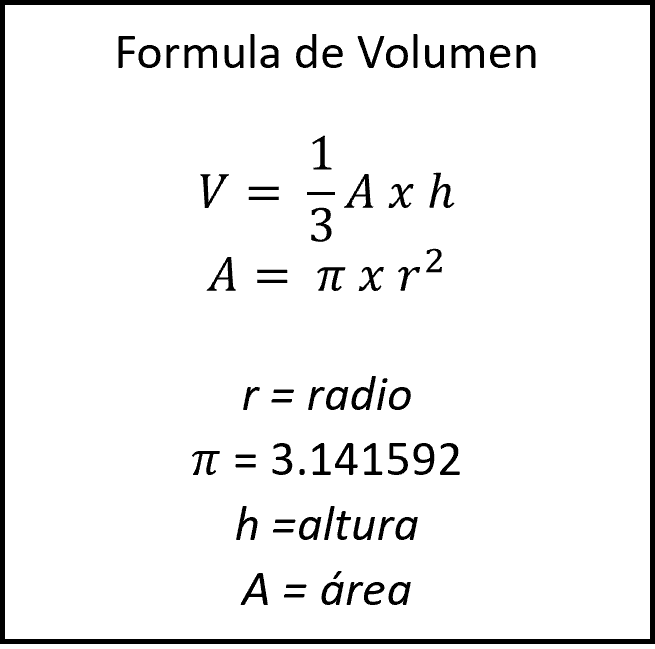 Formula de Volumen
V = 1/3 A x h
A = π x r²
r = radio
π = 3.141592
h =altura
A = área